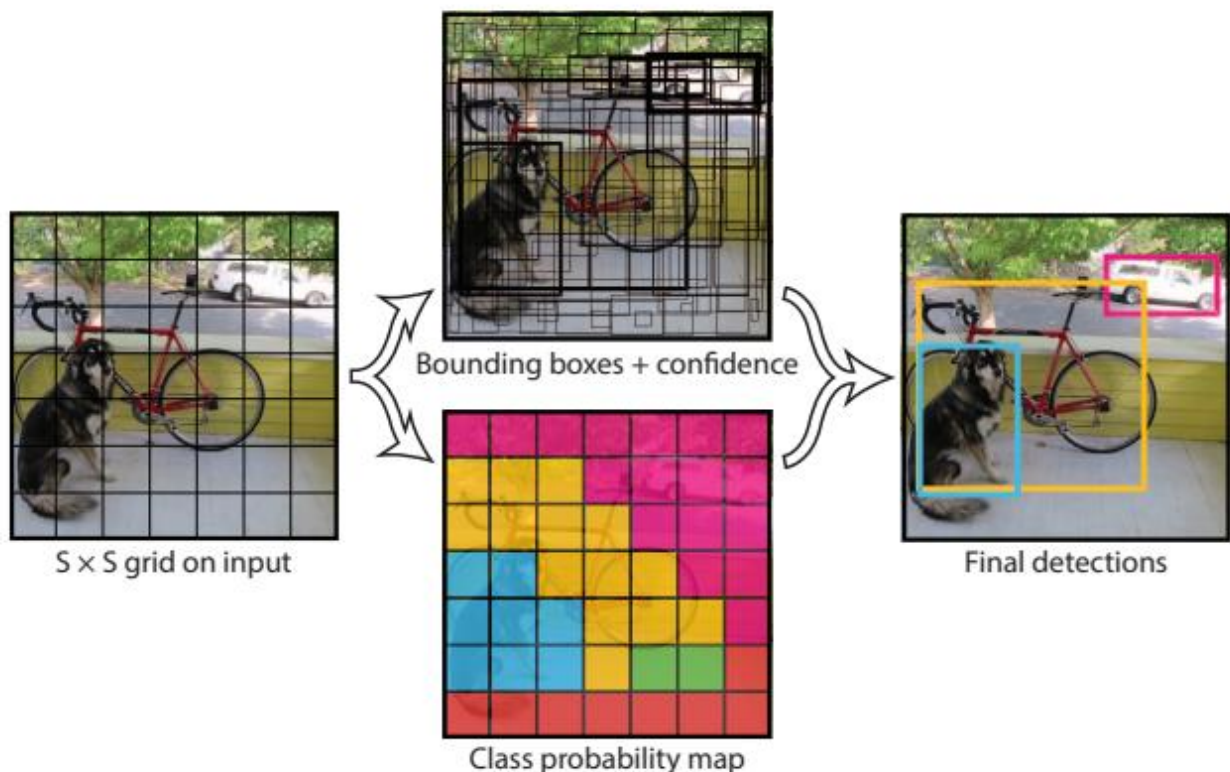 Bounding boxes + confidence
S × S grid on input
Final detections
Class probability map